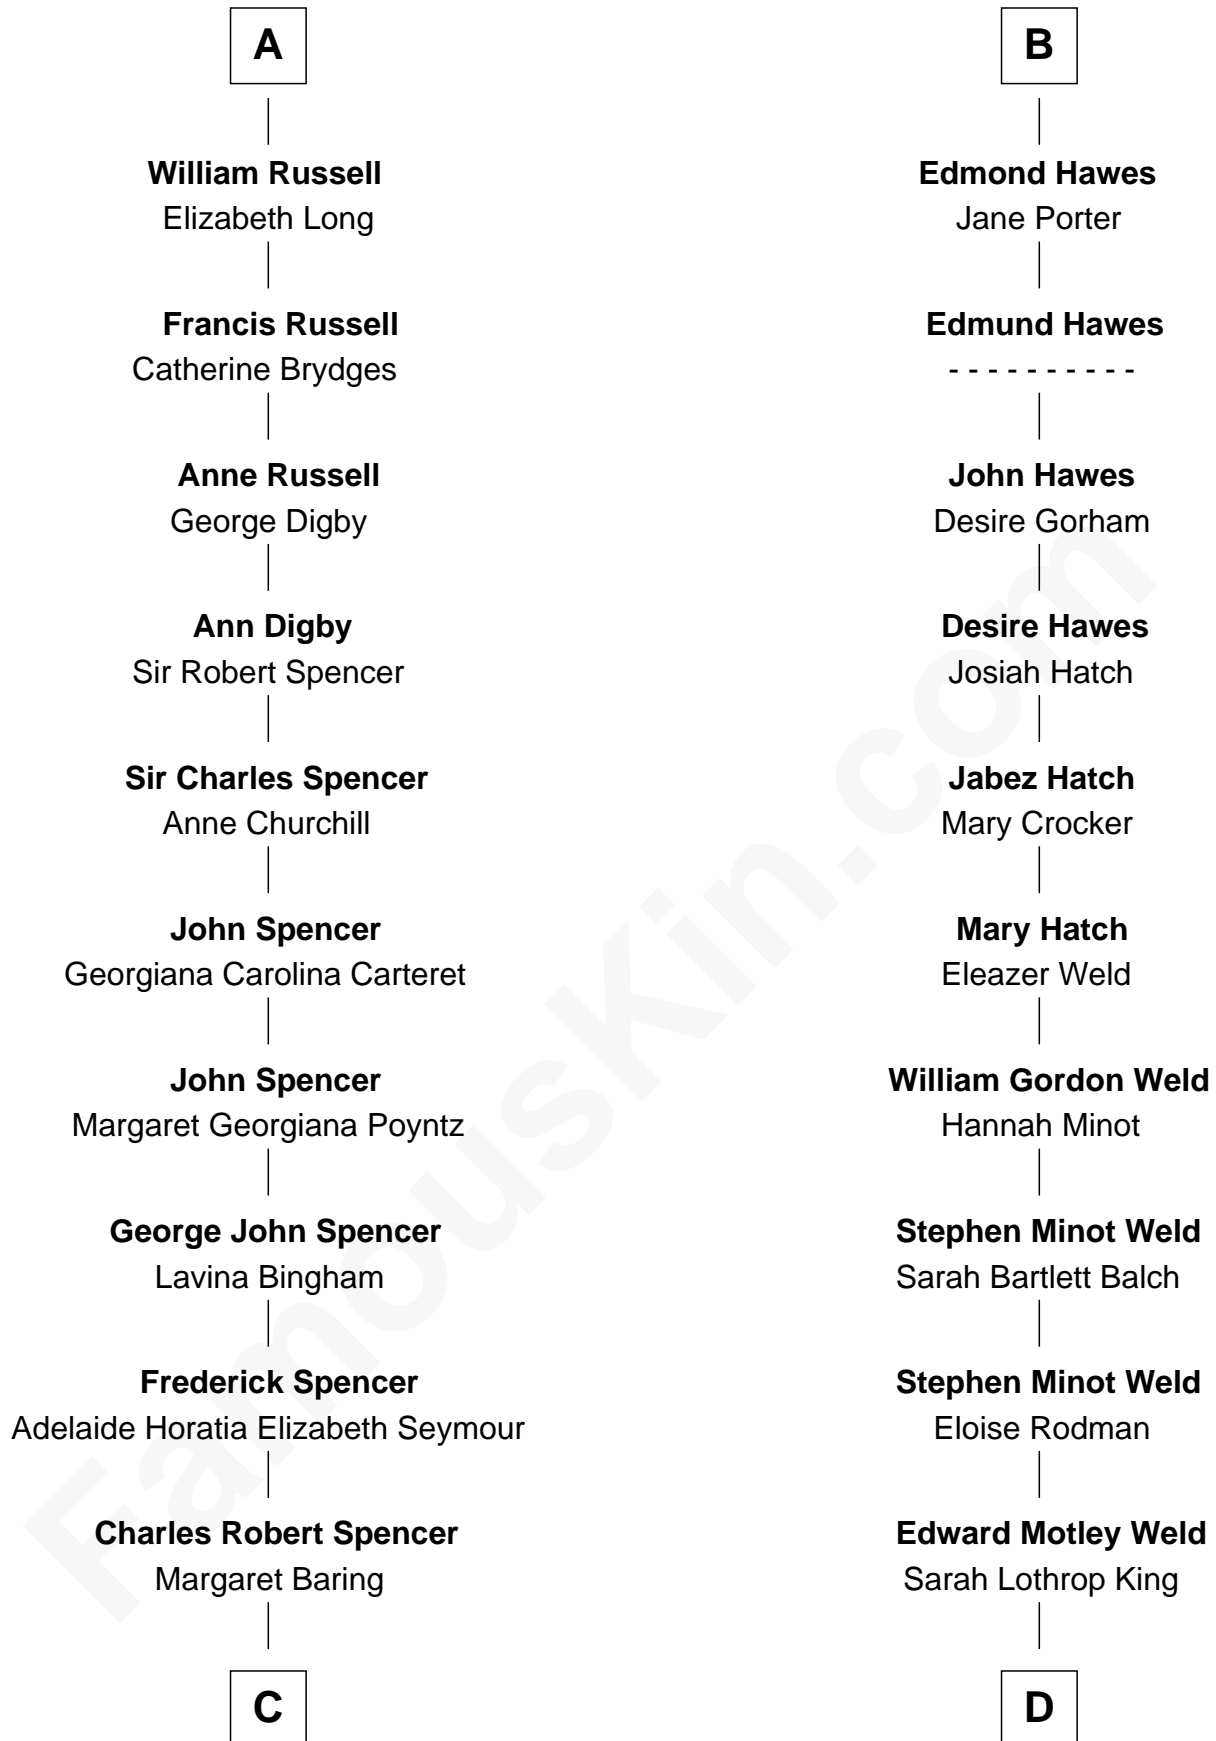 A
William Russell
Elizabeth Long
Francis Russell
Catherine Brydges
Anne Russell
George Digby
Ann Digby
Sir Robert Spencer
Sir Charles Spencer
Anne Churchill
John Spencer
Georgiana Carolina Carteret
John Spencer
Margaret Georgiana Poyntz
George John Spencer
Lavina Bingham
Frederick Spencer
Adelaide Horatia Elizabeth Seymour
Charles Robert Spencer
Margaret Baring
C
B
Edmond Hawes
Jane Porter
Edmund Hawes
- - - - - - - - - -
John Hawes
Desire Gorham
Desire Hawes
Josiah Hatch
Jabez Hatch
Mary Crocker
Mary Hatch
Eleazer Weld
William Gordon Weld
Hannah Minot
Stephen Minot Weld
Sarah Bartlett Balch
Stephen Minot Weld
Eloise Rodman
Edward Motley Weld
Sarah Lothrop King
D
FamousKin.com